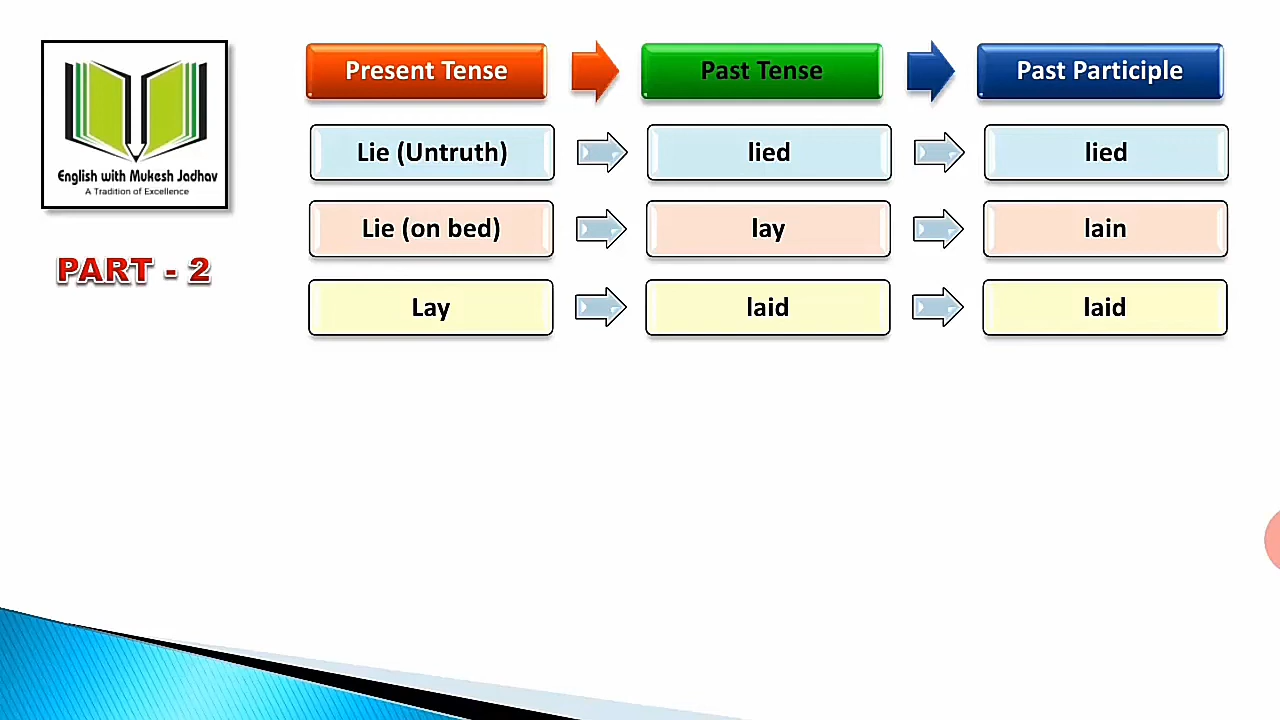 English with Mukesh Jadhav
A Tradition of Excellence
PART - 2
Present Tense
Past Tense
Past Participle
Lie (Untruth)
lied
lied
Lie (on bed)
lay
lain
Lay
laid
laid